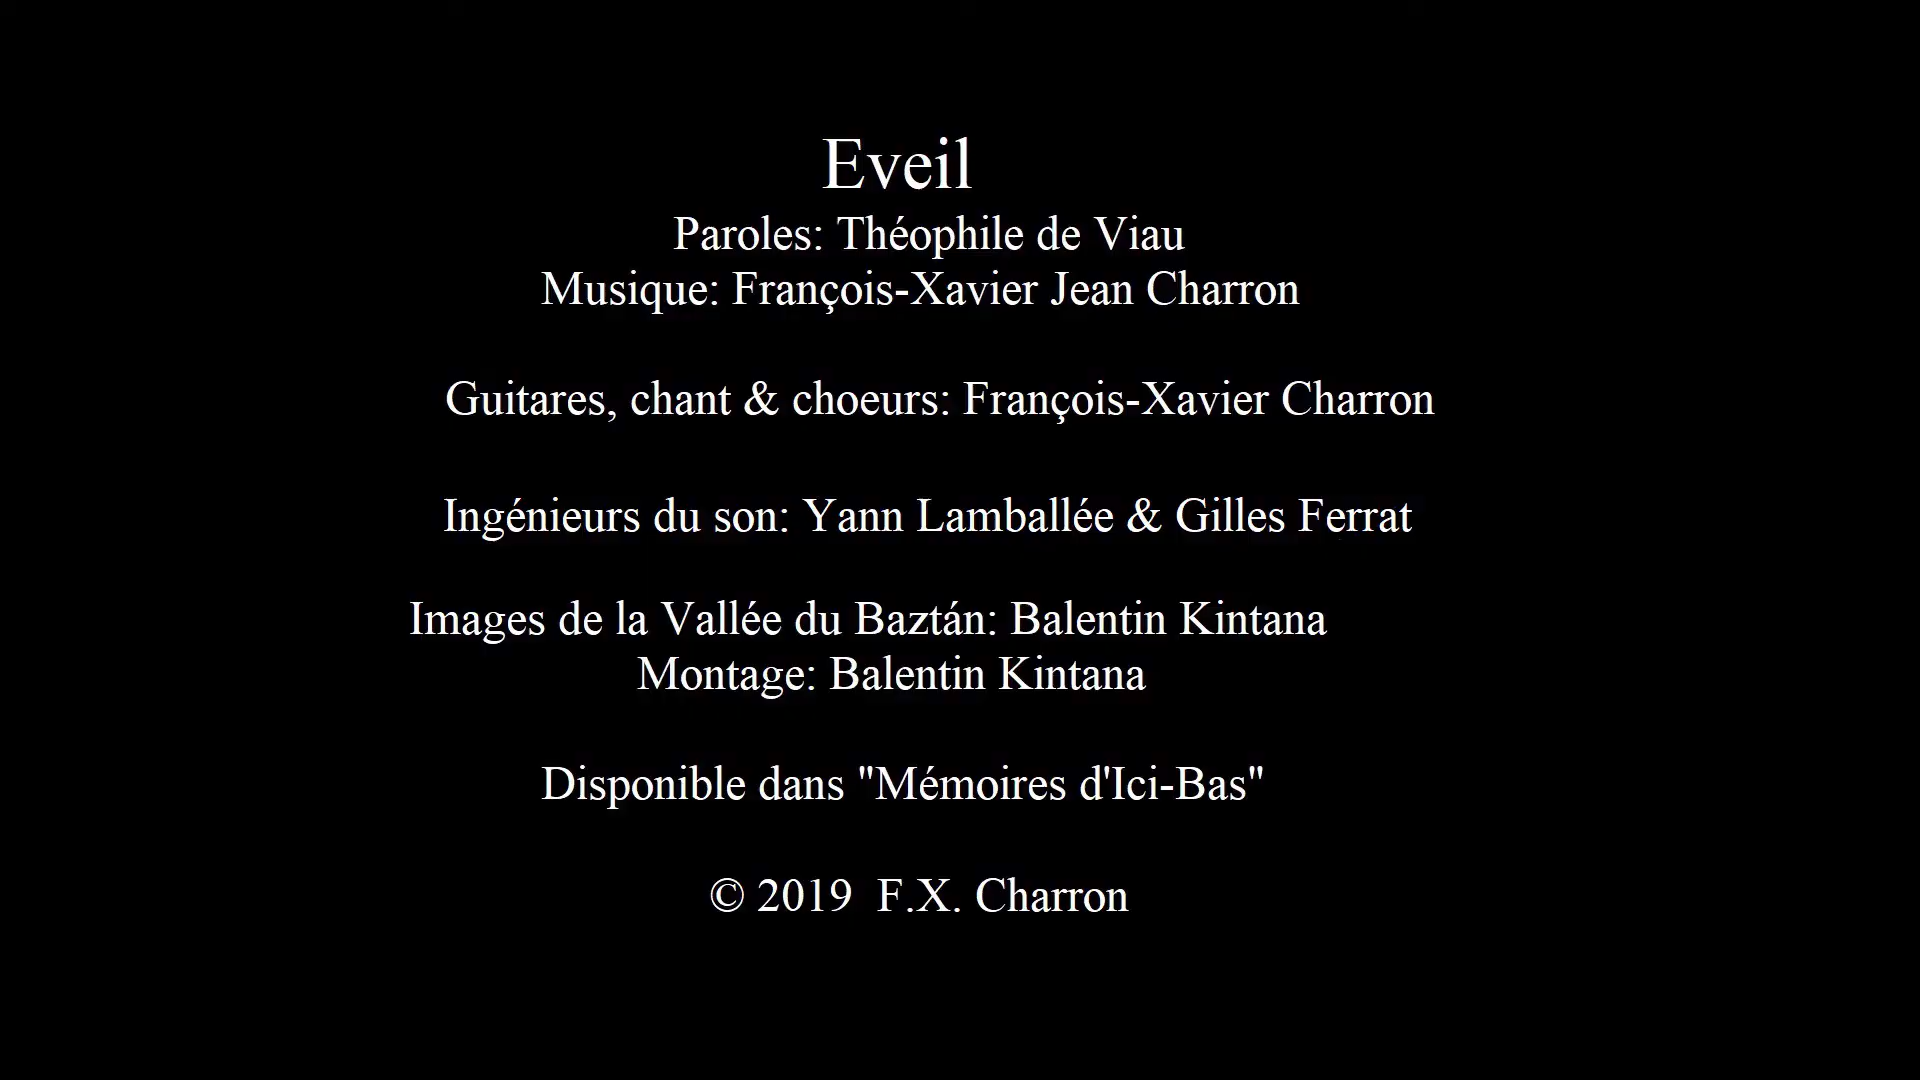 Eveil
Paroles: Théophile de Viau
Musique: François-Xavier Jean Charron
Guitares, chant & choeurs: François-Xavier Charron
Ingénieurs du son: Yann Lamballée & Gilles Ferrat
Images de la Vallée du Baztán: Balentin Kintana
Montage: Balentin Kintana
Disponible dans "Mémoires d'Ici-Bas"
© 2019  F.X. Charron